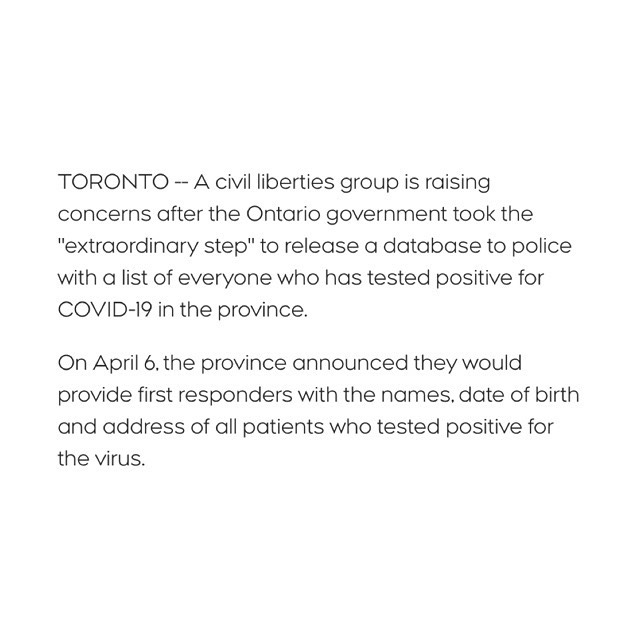 TORONTO -- A civil liberties group is raising
concerns after the Ontario government took the
"extraordinary step" to release a database to police
with a list of everyone who has tested positive for
COVID-19 in the province.
On April 6, the province announced they would
provide first responders with the names, date of birth
and address of all patients who tested positive for
the virus.